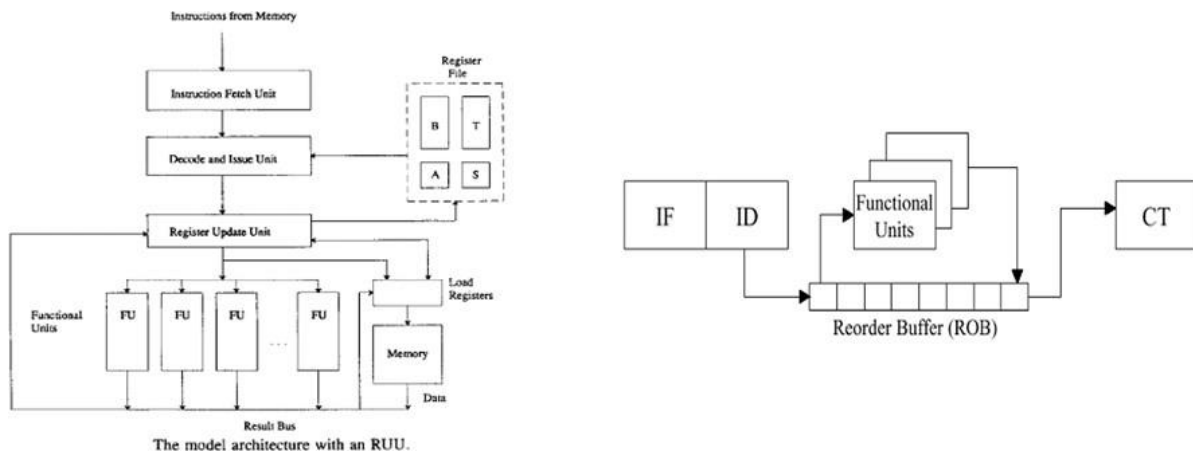 Instructions from Memory
Instruction Fetch Unit
Register
File
B T
Decode and Issue Unit
A S
Register Update Unit
Load
Registers
Functional
Units
FU FU FU FU
. . .
Memory
Data
Result Bus
The model architecture with an RUU.
IF ID
Functional
Units
CT
Reorder Buffer (ROB)